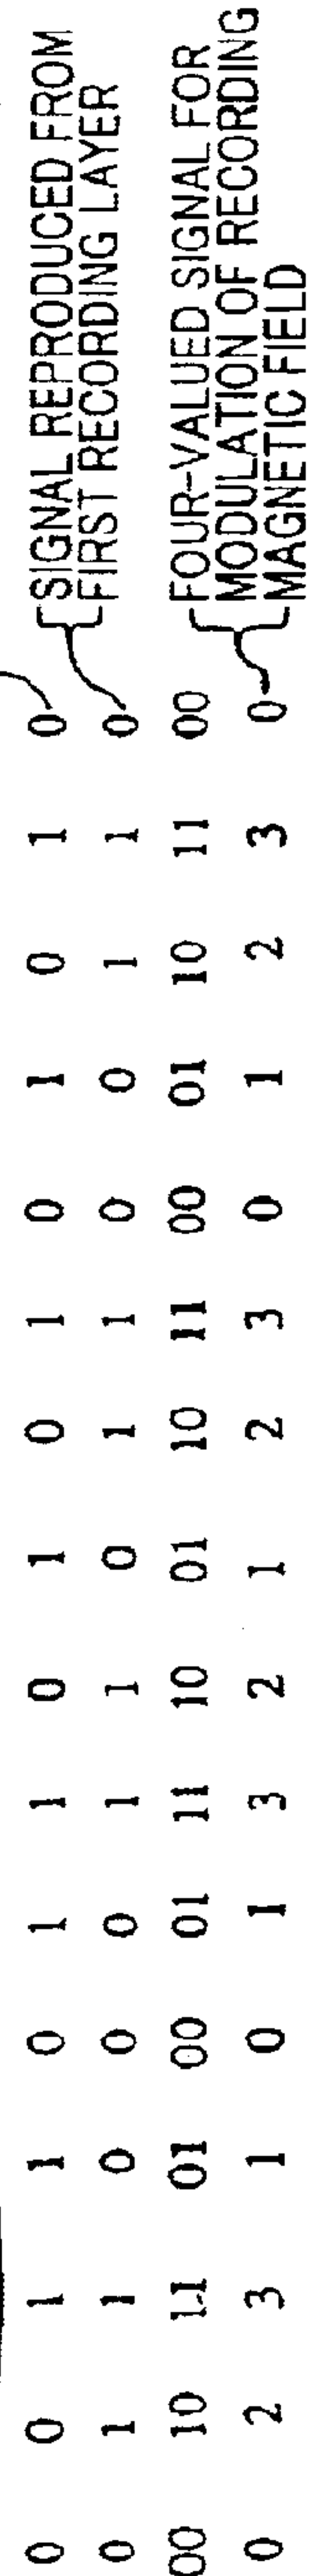 0 0 1 1 0 1 1 0 1 0 1 0 1 0 1 0 SIGNAL REPRODUCED FROM
0 1 1 0 0 0 1 1 0 1 1 0 0 1 1 0 FIRST RECORDING LAYER
00 10 11 01 00 01 11 10 01 10 11 00 01 10 11 00 FOUR-VALUED SIGNAL FOR
MODULATION OF RECORDING
0 2 3 1 0 1 3 2 1 2 3 0 1 2 3 0 MAGNETIC FIELD